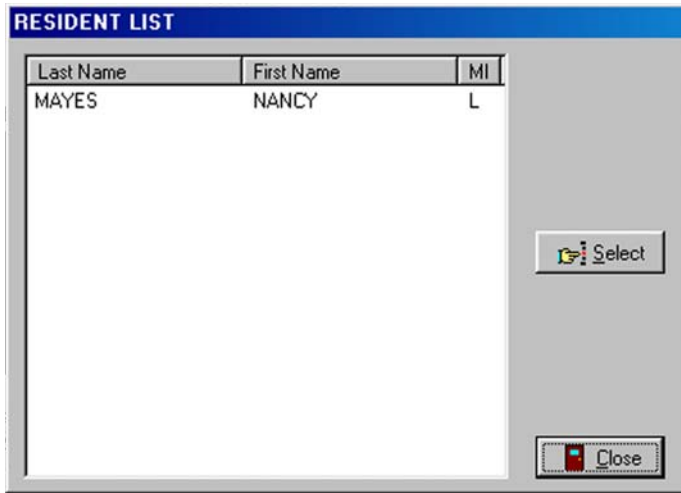 RESIDENT LIST
Last Name First Name MI
MAYES NANCY L
Select
Close